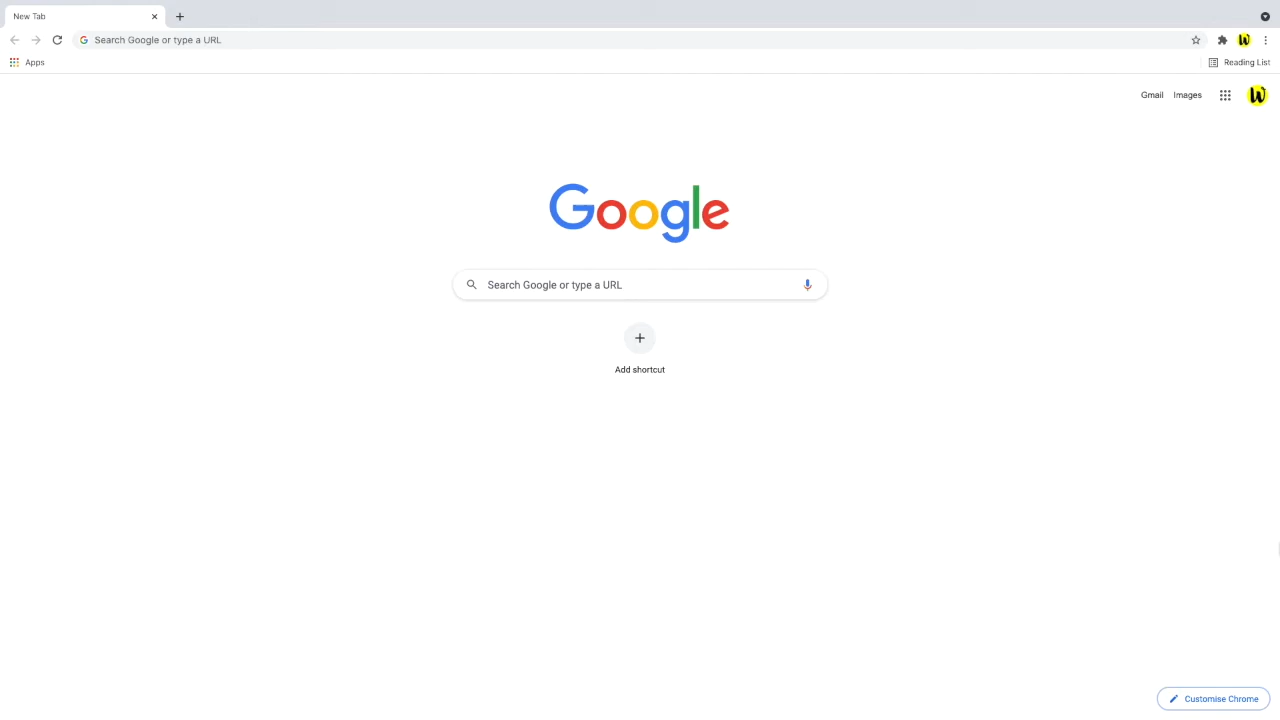 New Tab
Search Google or type a URL
Apps
Reading List
Gmail Images
Google
Search Google or type a URL
Add shortcut
Customise Chrome